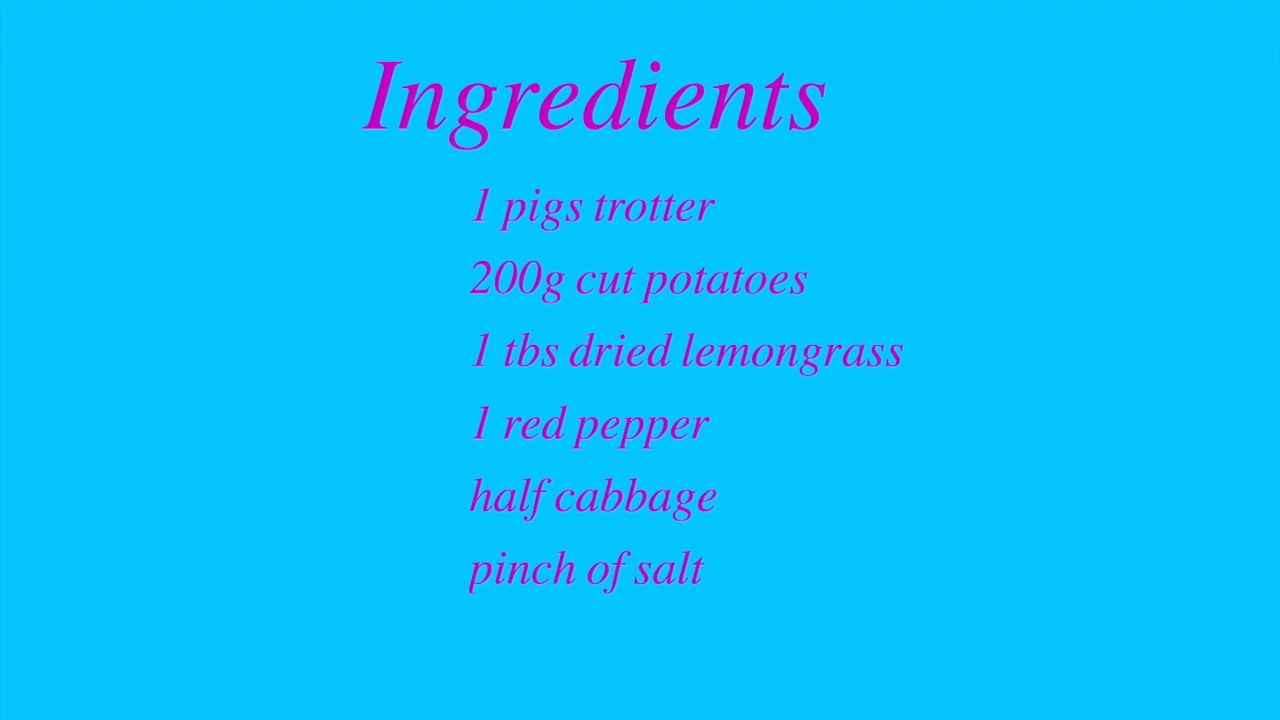 Ingredients
1 pigs trotter
200g cut potatoes
1 tbs dried lemongrass
1 red pepper
half cabbage
pinch of salt